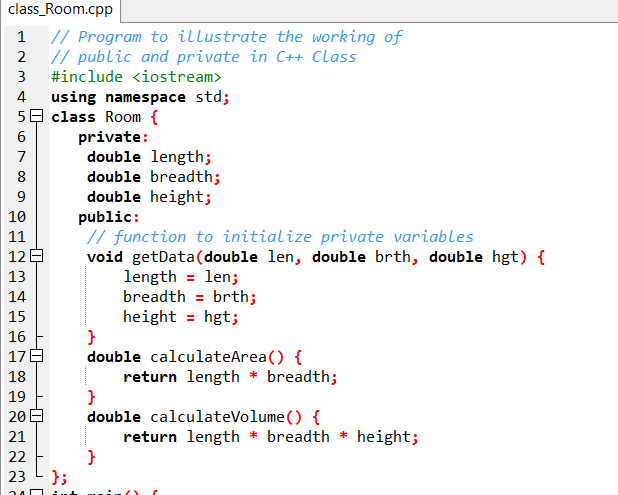 class_Room.cpp
1 // Program to illustrate the working of
2 // public and private in C++ Class
3 #include <iostream>
4 using namespace std;
5 class Room {
6 private:
7 double length;
8 double breadth;
9 double height;
10 public:
11 // function to initialize private variables
12 void getData(double len, double brth, double hgt) {
13 length = len;
14 breadth = brth;
15 height = hgt;
16 }
17 double calculateArea() {
18 return length * breadth;
19 }
20 double calculateVolume() {
21 return length * breadth * height;
22 }
23 };
24 int main() {